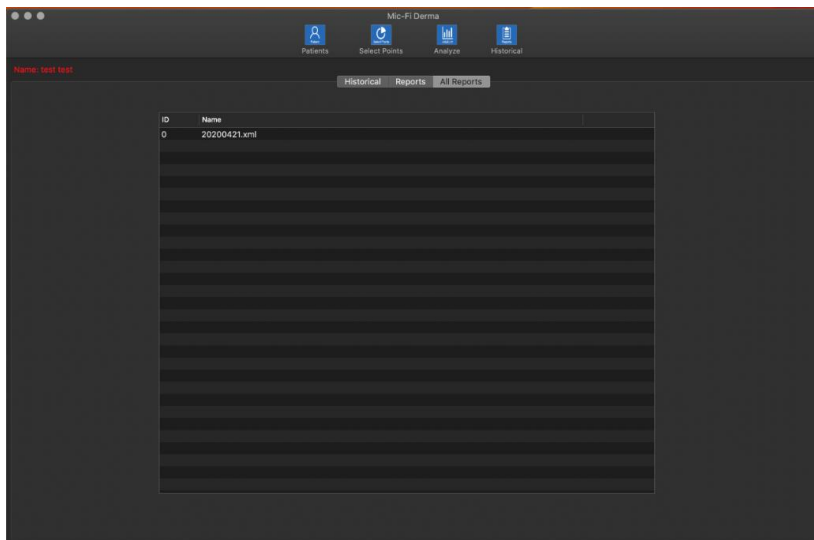 Mic-Fi Derma
Patients Select Points Analyze Historical
Name: test test
Historical Reports All Reports
ID Name
0 20200421.xml